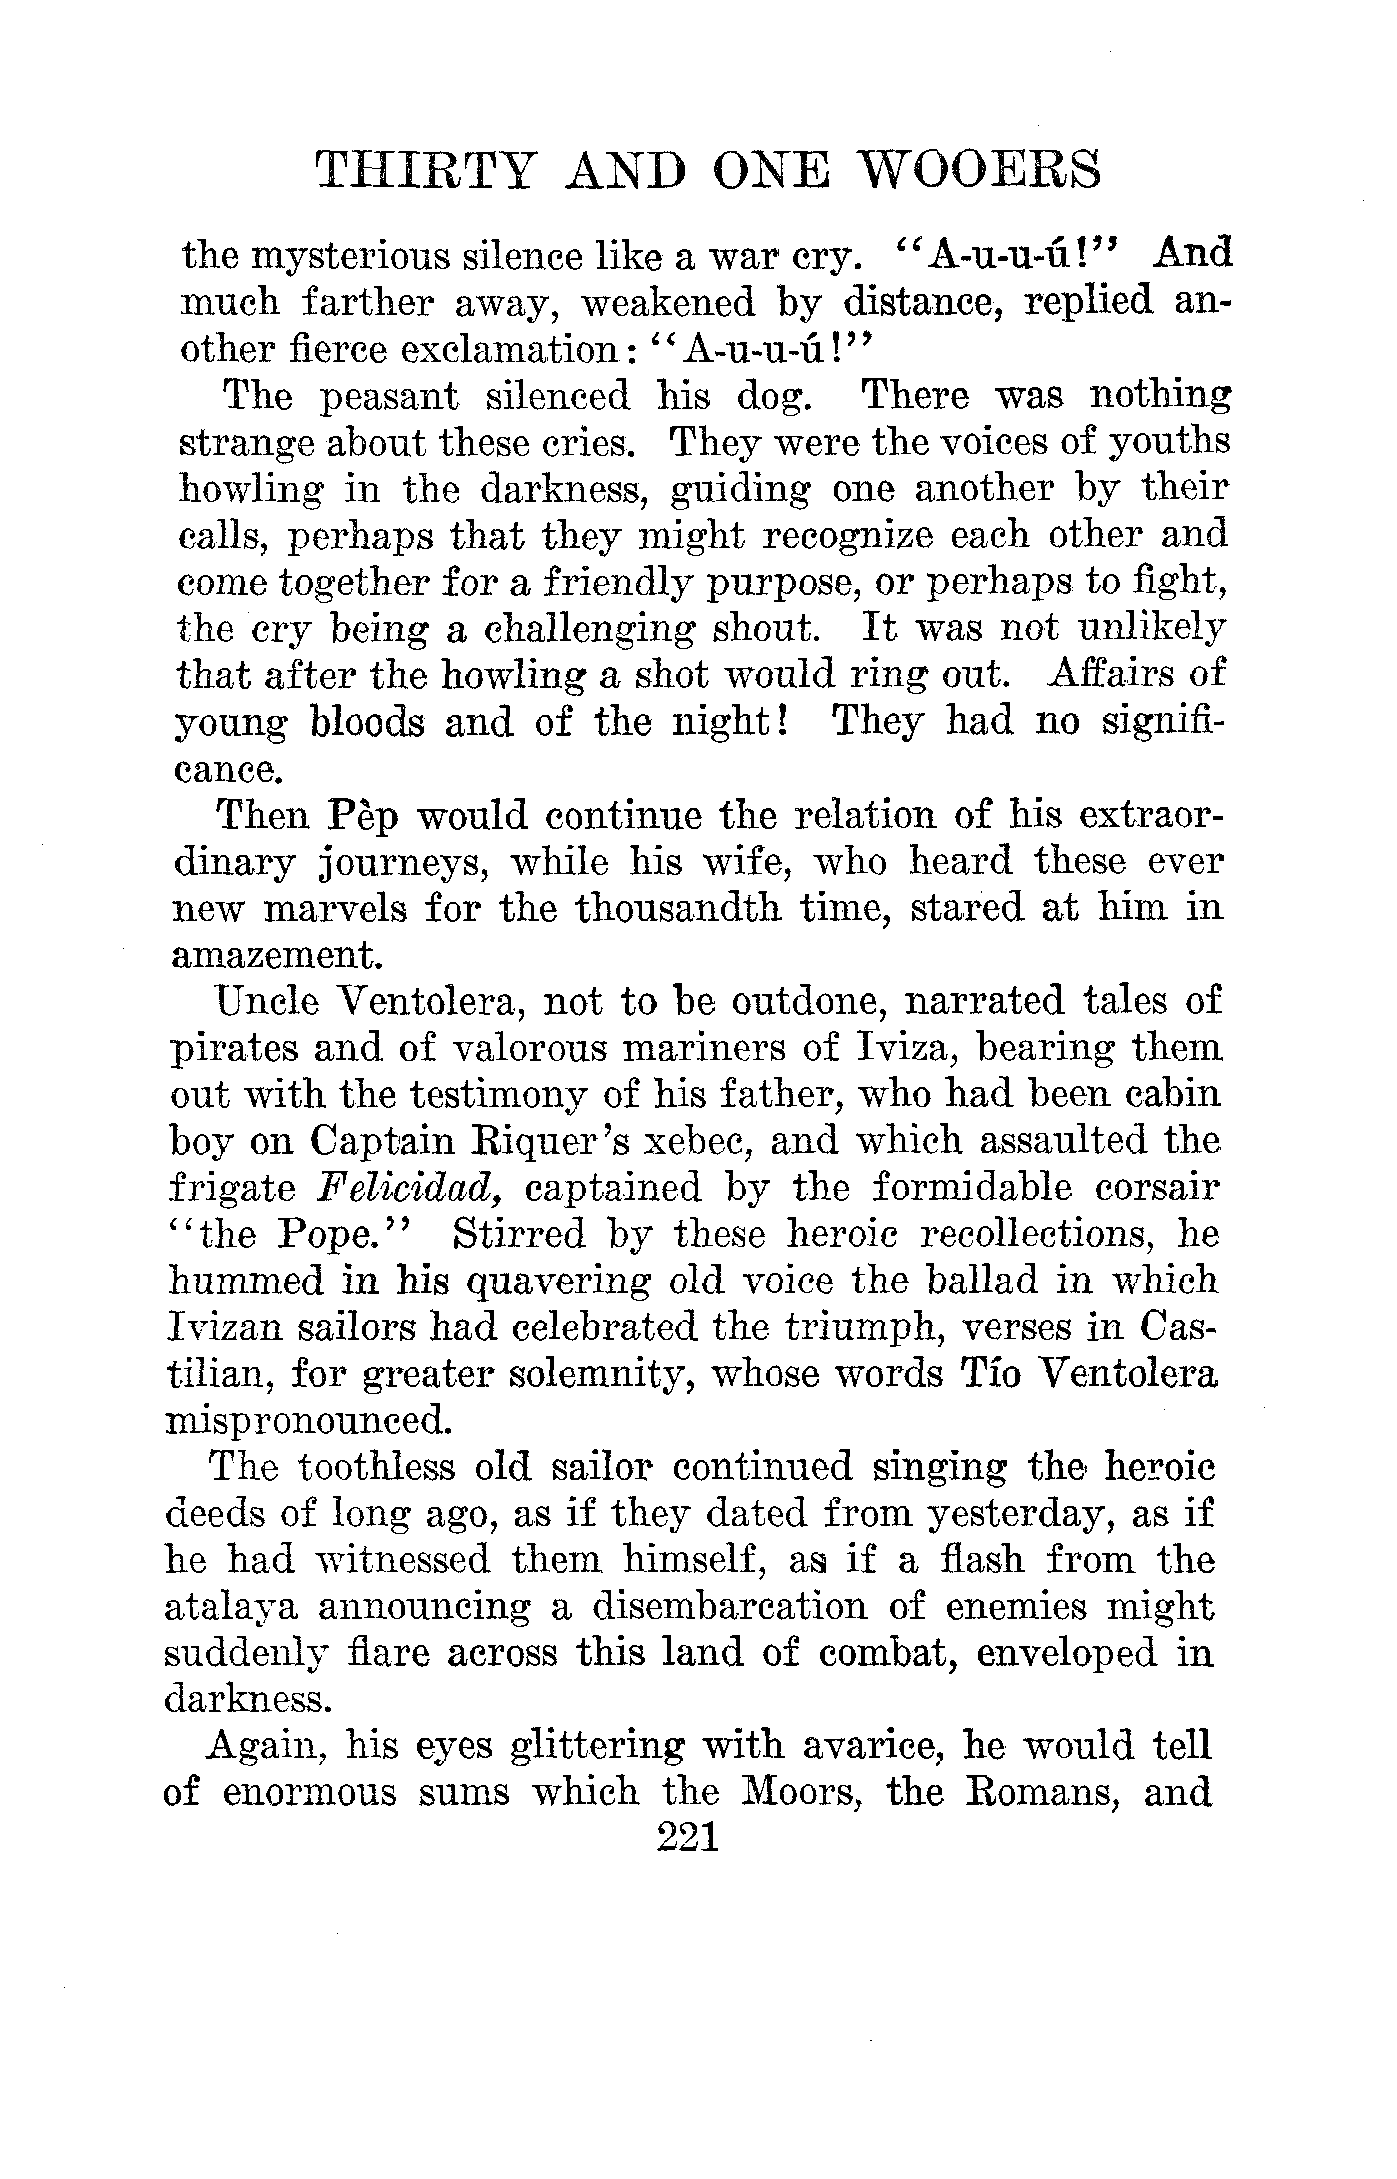 THIRTY AND ONE WOOERS
the mysterious silence like a war cry. "A-u-u-ú!" And
much farther away, weakened by distance, replied an-
other fierce exclamation: "A-u-u-ú!"
The peasant silenced his dog. There was nothing
strange about these cries. They were the voices of youths
howling in the darkness, guiding one another by their
calls, perhaps that they might recognize each other and
come together for a friendly purpose, or perhaps to fight,
the cry being a challenging shout. It was not unlikely
that after the howling a shot would ring out. Affairs of
young bloods and of the night! They had no signifi-
cance.
Then Pèp would continue the relation of his extraor-
dinary journeys, while his wife, who heard these ever
new marvels for the thousandth time, stared at him in
amazement.
Uncle Ventolera, not to be outdone, narrated tales of
pirates and of valorous mariners of Iviza, bearing them
out with the testimony of his father, who had been cabin
boy on Captain Riquer's xebec, and which assaulted the
frigate Felicidad, captained by the formidable corsair
"the Pope." Stirred by these heroic recollections, he
hummed in his quavering old voice the ballad in which
Ivizan sailors had celebrated the triumph, verses in Cas-
tilian, for greater solemnity, whose words Tío Ventolera
mispronounced.
The toothless old sailor continued singing the heroic
deeds of long ago, as if they dated from yesterday, as if
he had witnessed them himself, as if a flash from the
atalaya announcing a disembarcation of enemies might
suddenly flare across this land of combat, enveloped in
darkness.
Again, his eyes glittering with avarice, he would tell
of enormous sums which the Moors, the Romans, and
221